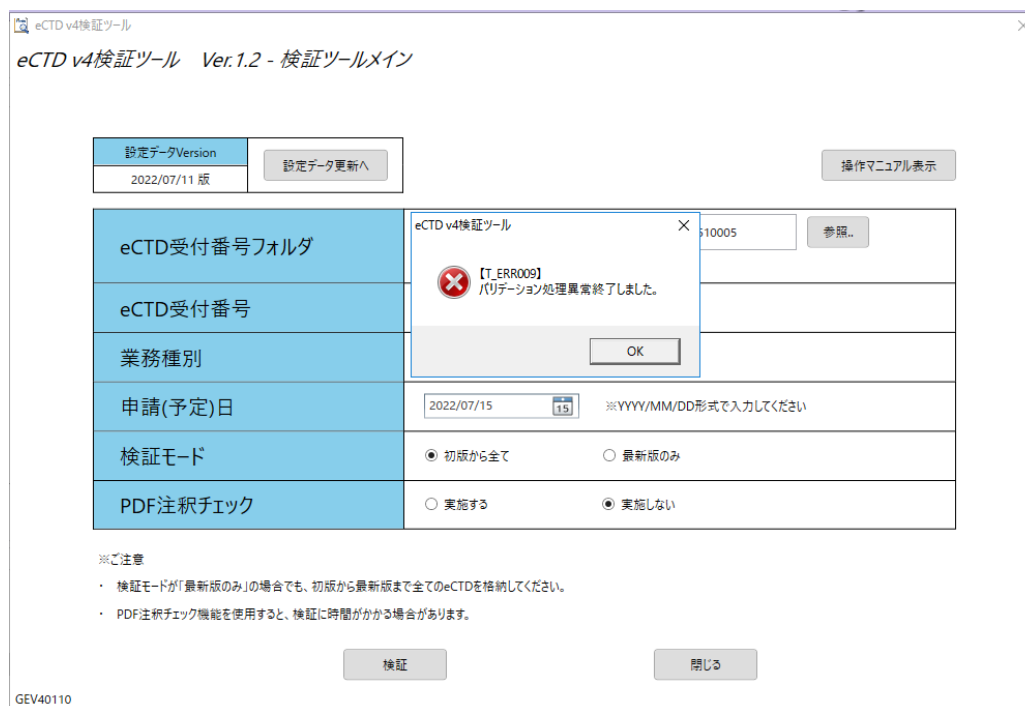 eCTD v4検証ツール
eCTD v4検証ツール Ver.1.2 - 検証ツールメイン
設定データVersion
2022/07/11 版
設定データ更新へ
操作マニュアル表示
eCTD受付番号フォルダ
510005
参照..
eCTD v4検証ツール
【T_ERR009】
バリデーション処理異常終了しました。
OK
eCTD受付番号
業務種別
申請(予定)日
2022/07/15
15
※YYYY/MM/DD形式で入力してください
検証モード
初版から全て
最新版のみ
PDF注釈チェック
実施する
実施しない
※ご注意
・ 検証モードが「最新版のみ」の場合でも、初版から最新版まで全てのeCTDを格納してください。
・ PDF注釈チェック機能を使用すると、検証に時間がかかる場合があります。
検証
閉じる
GEV40110